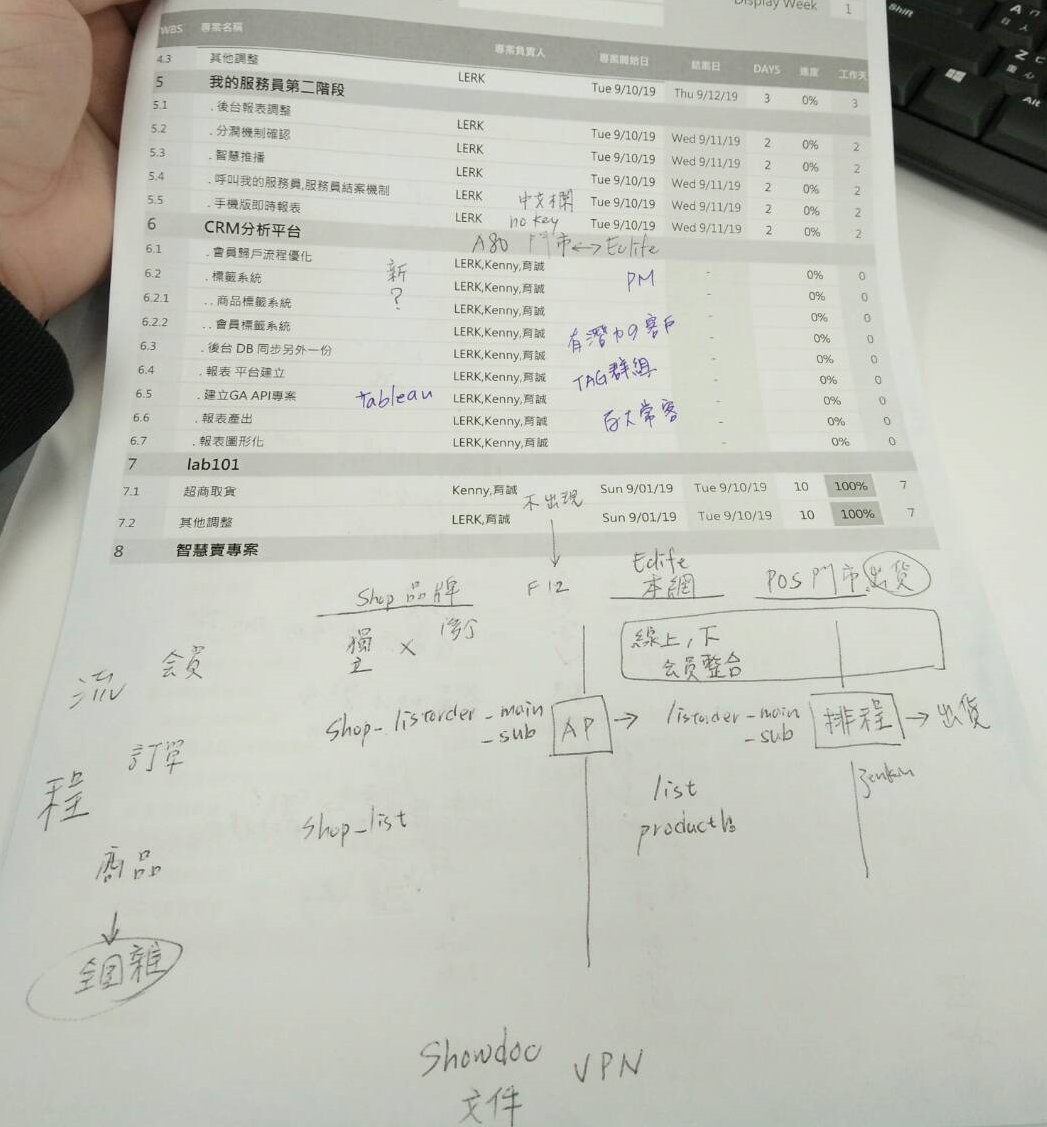 Display Week 1
WBS 專案名稱 專案負責人 專案開始日 結案日 DAYS 進度 工作天
4.3 其他調整 LERK Tue 9/10/19 Thu 9/12/19 3 0% 3
5 我的服務員第二階段
5.1 .後台報表調整 LERK Tue 9/10/19 Wed 9/11/19 2 0% 2
5.2 .分潤機制確認 LERK Tue 9/10/19 Wed 9/11/19 2 0% 2
5.3 .智慧推播 LERK Tue 9/10/19 Wed 9/11/19 2 0% 2
5.4 .呼叫我的服務員,服務員結案機制 LERK Tue 9/10/19 Wed 9/11/19 2 0% 2
5.5 .手機版即時報表 LERK Tue 9/10/19 Wed 9/11/19 2 0% 2
中文欄
no key
6 CRM分析平台
門市 ↔ Eclife
6.1 .會員歸戶流程優化 LERK,Kenny,育誠 - 0% 0
6.2 .標籤系統 新 LERK,Kenny,育誠 PM - 0% 0
6.2.1 ..商品標籤系統 ? LERK,Kenny,育誠 - 0% 0
6.2.2 ..會員標籤系統 LERK,Kenny,育誠 有潛力の客戶 - 0% 0
6.3 .後台 DB 同步另外一份 LERK,Kenny,育誠 - 0% 0
6.4 .報表 平台建立 LERK,Kenny,育誠 TAG群組 - 0% 0
6.5 .建立GA API專案 tableau LERK,Kenny,育誠 - 0% 0
6.6 .報表產出 LERK,Kenny,育誠 常客 - 0% 0
6.7 .報表圖形化 LERK,Kenny,育誠 - 0% 0
7 lab101
7.1 超商取貨 Kenny,育誠 Sun 9/01/19 Tue 9/10/19 10 100% 7
不出現
7.2 其他調整 LERK,育誠 Sun 9/01/19 Tue 9/10/19 10 100% 7
8 智慧賣專案
Shop 品牌 F12 Eclife 本網 POS 門市 出貨
流程
会員 獨立 × 線上,下
会員整合
訂單 Shop_listorder_main
_sub AP → listorder_main
_sub 排程 → 出貨
商品 Shop_list list
product
Showdoc VPN
文件
Shift
Alt